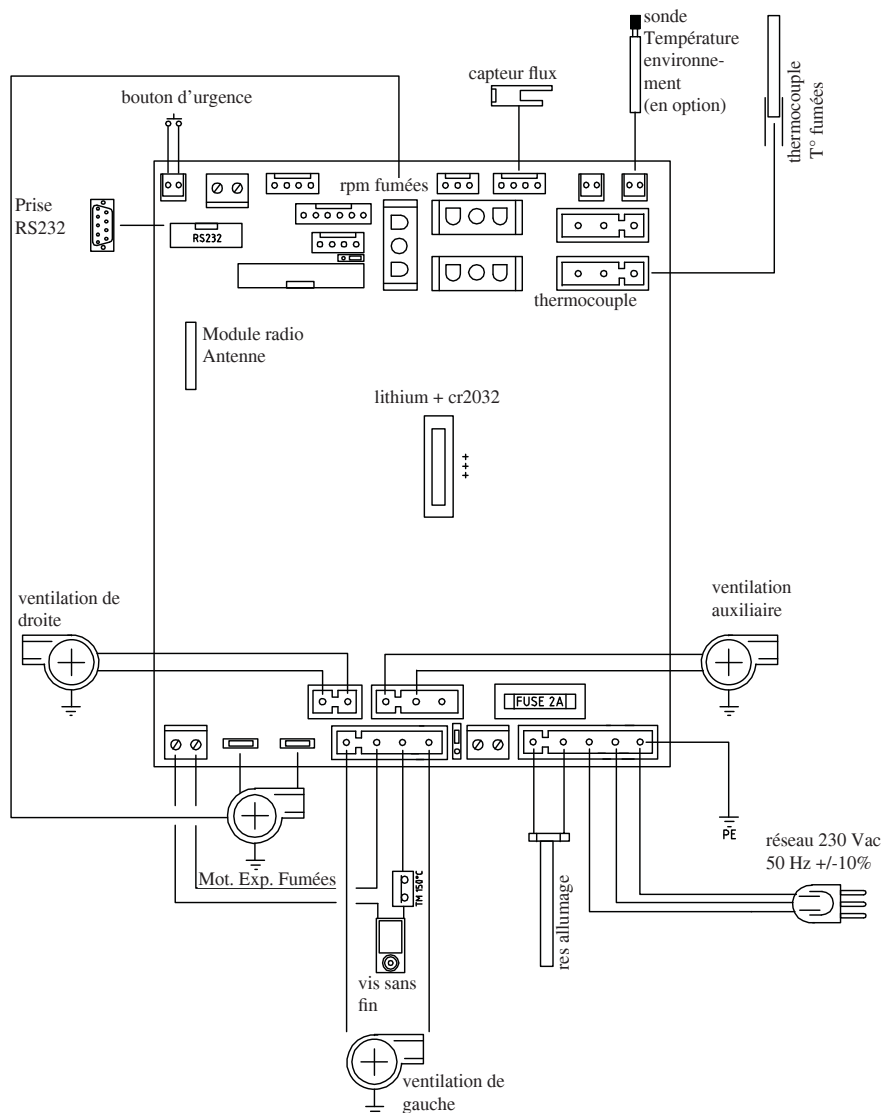 sonde
Température
environne-
ment
(en option)
capteur flux
bouton d'urgence
thermocouple
T° fumées
rpm fumées
Prise
RS232
RS232
thermocouple
Module radio
Antenne
lithium + cr2032
+++
ventilation de
droite
ventilation
auxiliaire
FUSE 2A
PE
réseau 230 Vac
50 Hz +/-10%
Mot. Exp. Fumées
TM 150°C
res allumage
vis sans
fin
ventilation de
gauche